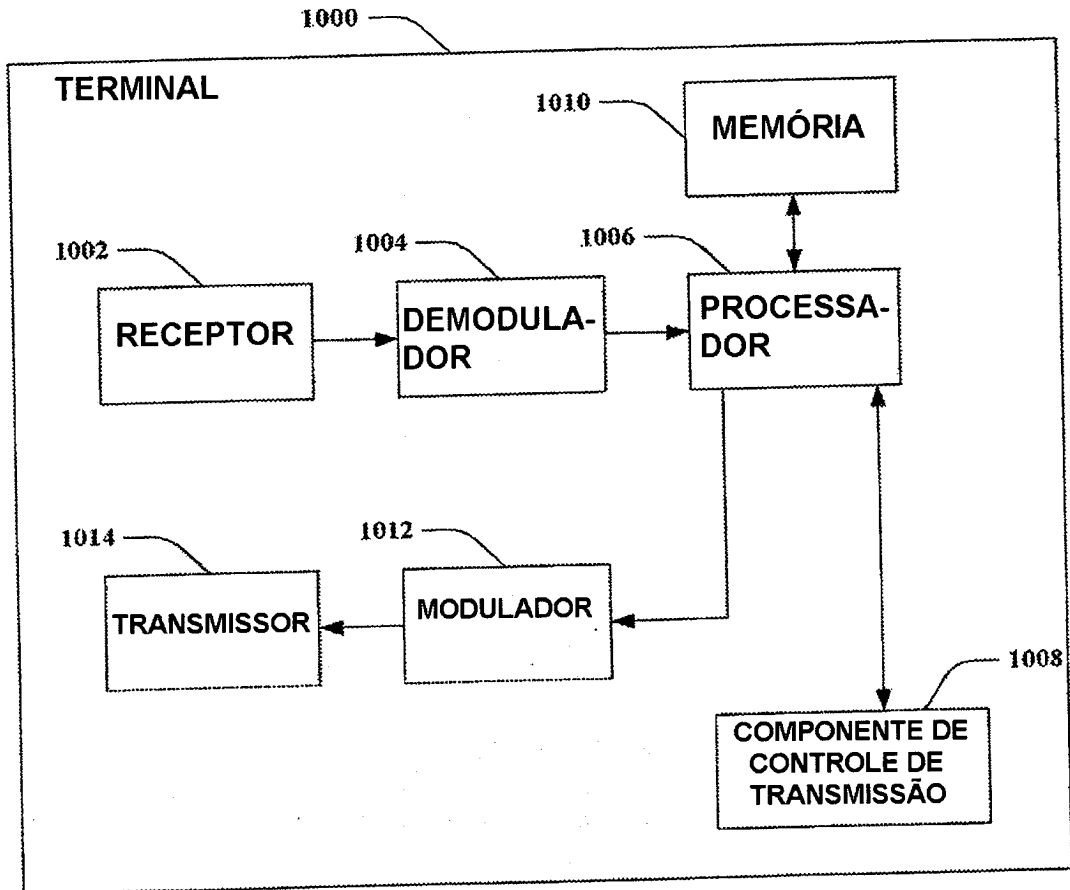 1000
TERMINAL
1010
MEMÓRIA
1002
1004
1006
RECEPTOR
DEMODULA-
DOR
PROCESSA-
DOR
1014
1012
TRANSMISSOR
MODULADOR
1008
COMPONENTE DE
CONTROLE DE
TRANSMISSÃO